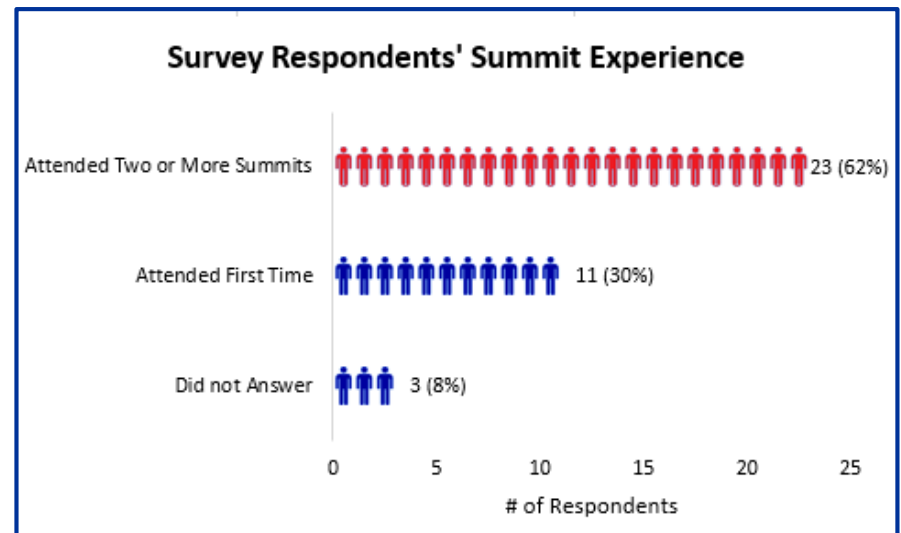 Survey Respondents' Summit Experience
Attended Two or More Summits 23 (62%)
Attended First Time 11 (30%)
Did not Answer 3 (8%)
0 5 10 15 20 25
# of Respondents